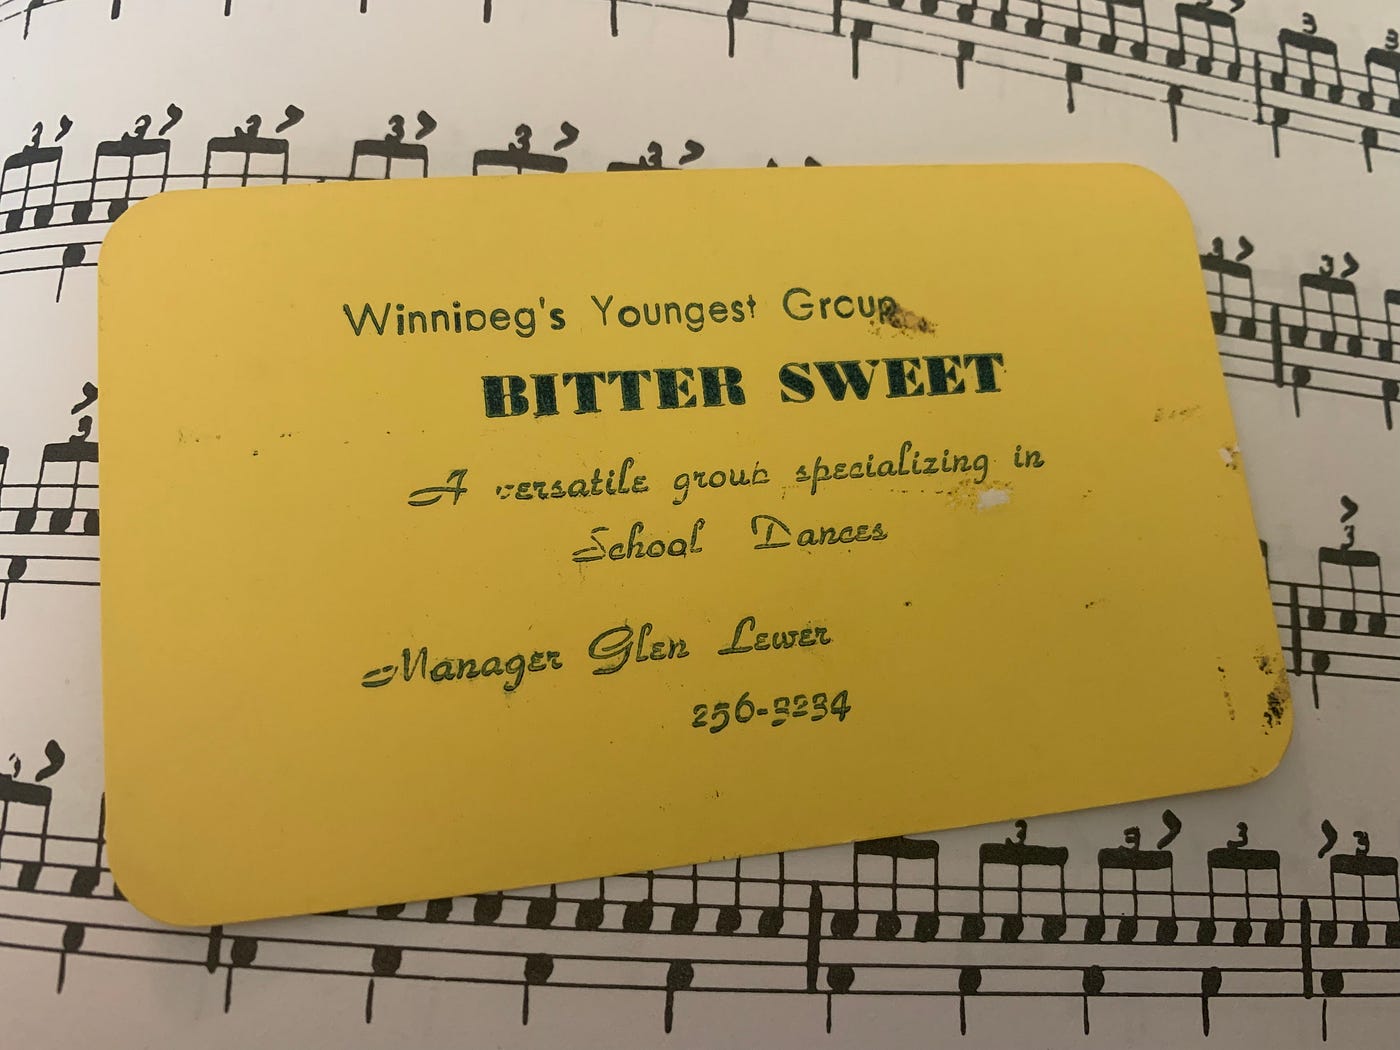 Winnipeg's Youngest Group
BITTER SWEET
A versatile group specializing in
School Dances
Manager Glen Lewer
256-3234